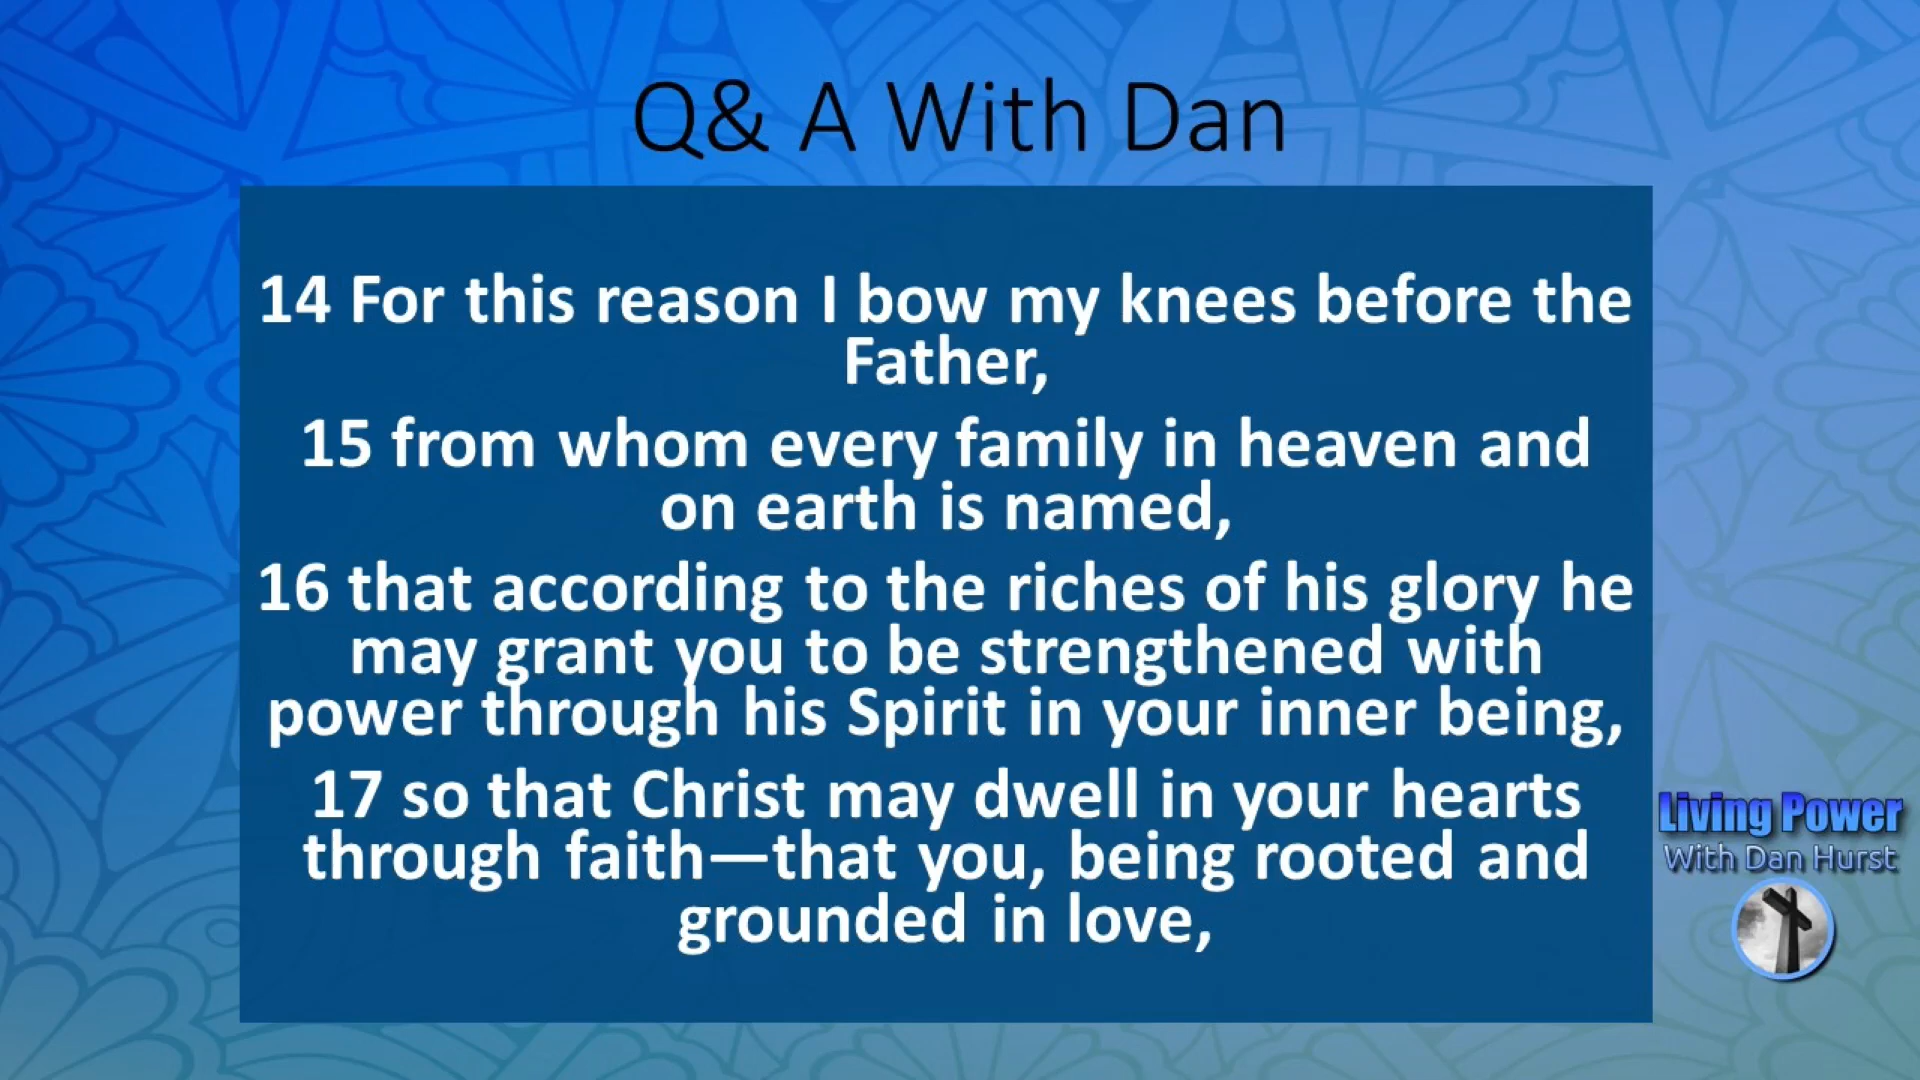 Q& A With Dan
14 For this reason I bow my knees before the
Father,
15 from whom every family in heaven and
on earth is named,
16 that according to the riches of his glory he
may grant you to be strengthened with
power through his Spirit in your inner being,
17 so that Christ may dwell in your hearts
through faith—that you, being rooted and
grounded in love,
Living Power
With Dan Hurst